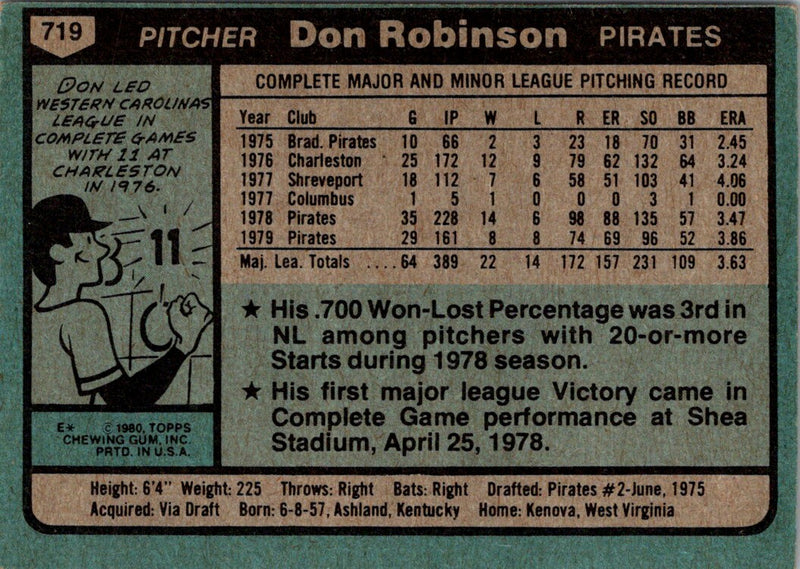 719 PITCHER Don Robinson PIRATES
DON LED
WESTERN CAROLINAS
LEAGUE IN
COMPLETE GAMES
WITH 11 AT
CHARLESTON
IN 1976.
11
E* © 1980, TOPPS
CHEWING GUM, INC.
PRTD. IN U.S.A.
COMPLETE MAJOR AND MINOR LEAGUE PITCHING RECORD
Year Club G IP W L R ER SO BB ERA
1975 Brad. Pirates 10 66 2 3 23 18 70 31 2.45
1976 Charleston 25 172 12 9 79 62 132 64 3.24
1977 Shreveport 18 112 7 6 58 51 103 41 4.06
1977 Columbus 1 5 1 0 0 0 3 1 0.00
1978 Pirates 35 228 14 6 98 88 135 57 3.47
1979 Pirates 29 161 8 8 74 69 96 52 3.86
Maj. Lea. Totals ....64 389 22 14 172 157 231 109 3.63
★ His .700 Won-Lost Percentage was 3rd in
NL among pitchers with 20-or-more
Starts during 1978 season.
★ His first major league Victory came in
Complete Game performance at Shea
Stadium, April 25, 1978.
Height: 6'4" Weight: 225 Throws: Right Bats: Right Drafted: Pirates #2-June, 1975
Acquired: Via Draft Born: 6-8-57, Ashland, Kentucky Home: Kenova, West Virginia